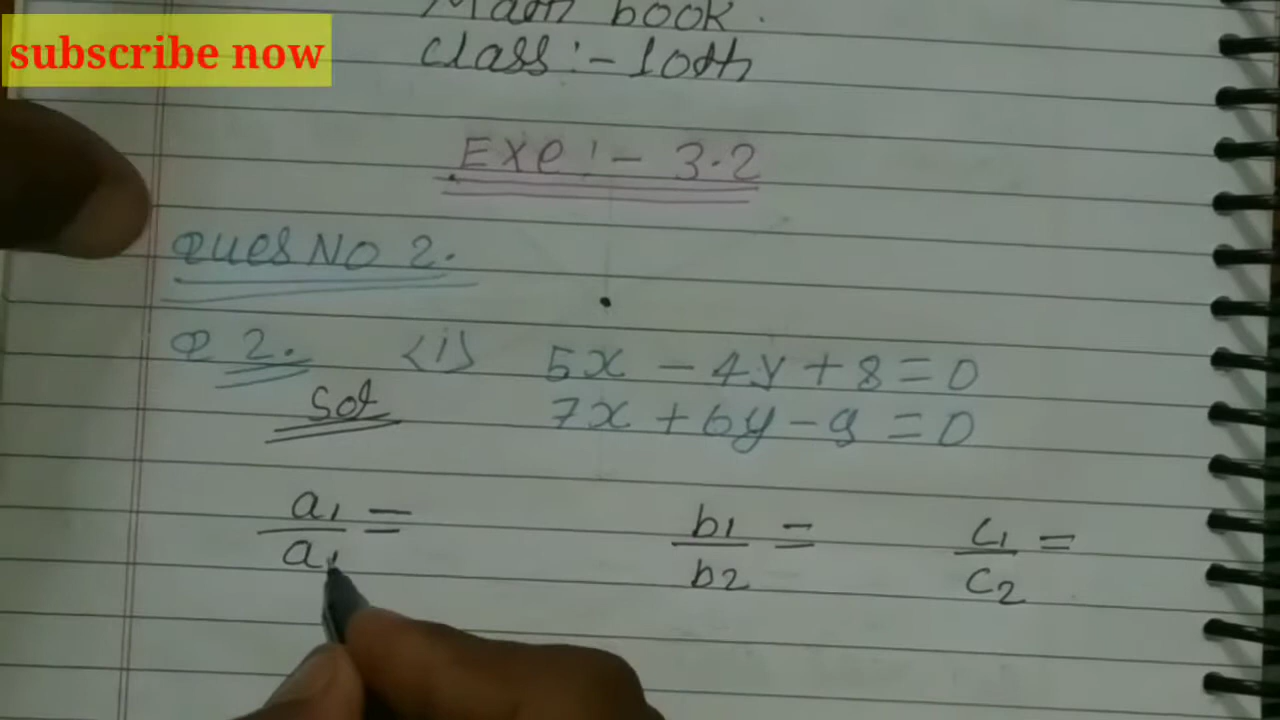 subscribe now
Math book.
Class :- 10th
EXe :- 3.2
Ques NO 2.
Q 2. (i) 5x - 4y + 8 = 0
Sol 7x + 6y - 9 = 0
a1/a1 = b1/b2 = c1/c2 =